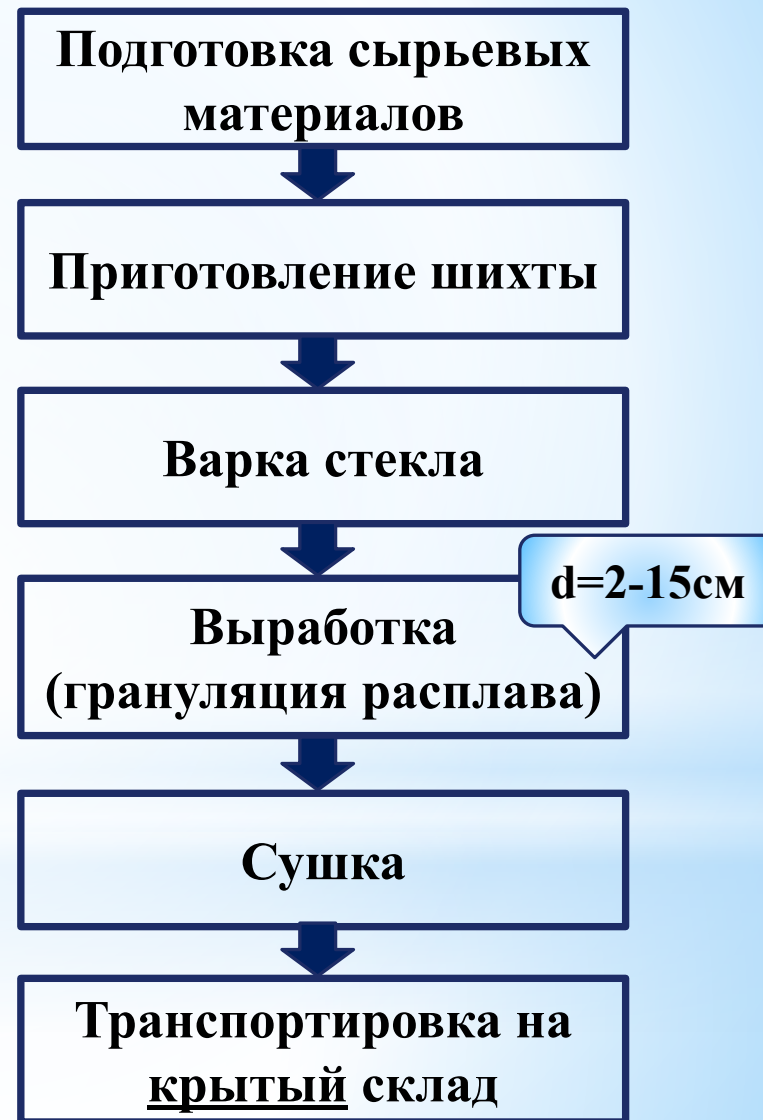 Подготовка сырьевых
материалов
Приготовление шихты
Варка стекла
d=2-15см
Выработка
(грануляция расплава)
Сушка
Транспортировка на
крытый склад